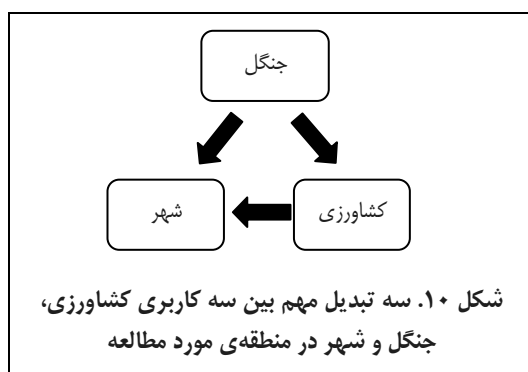 جنگل
شهر
کشاورزی
شکل ۱۰. سه تبدیل مهم بین سه کاربری کشاورزی،
جنگل و شهر در منطقه‌ی مورد مطالعه